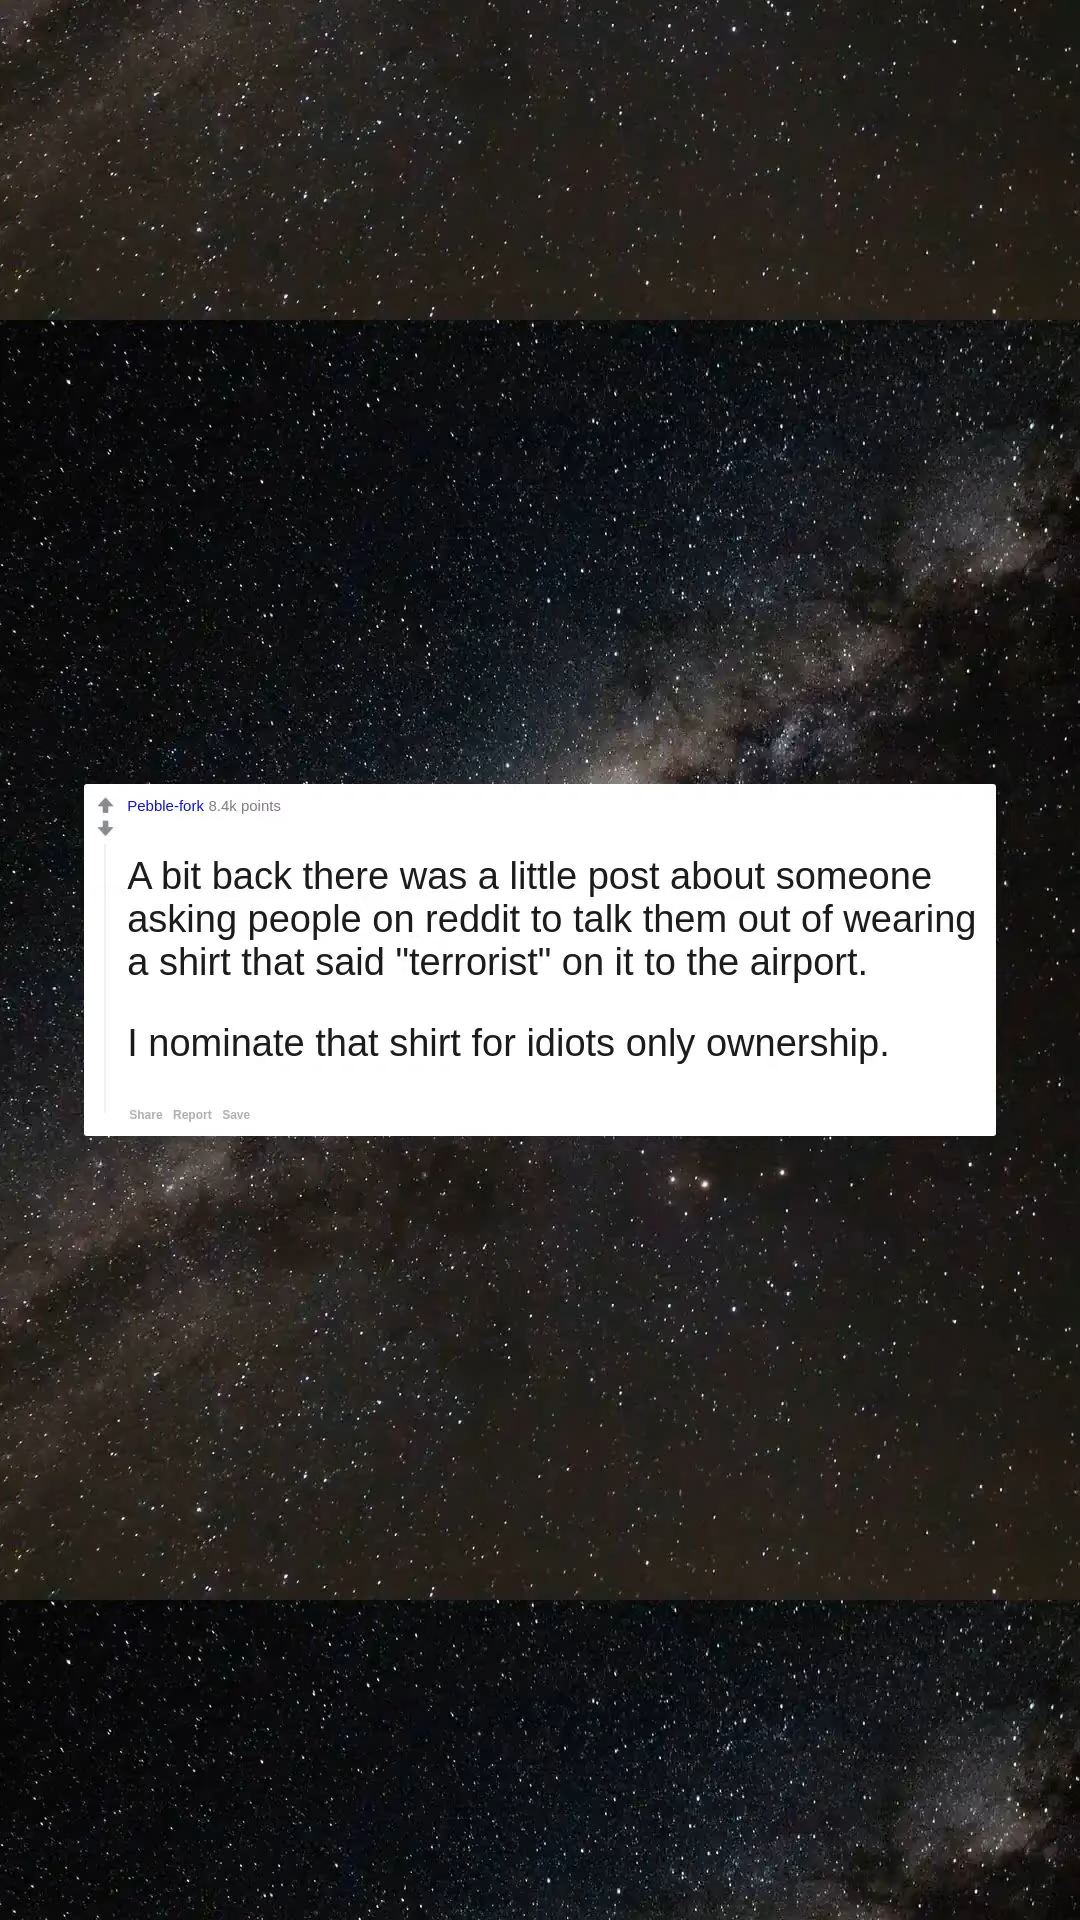 Pebble-fork 8.4k points
A bit back there was a little post about someone
asking people on reddit to talk them out of wearing
a shirt that said "terrorist" on it to the airport.
I nominate that shirt for idiots only ownership.
Share Report Save